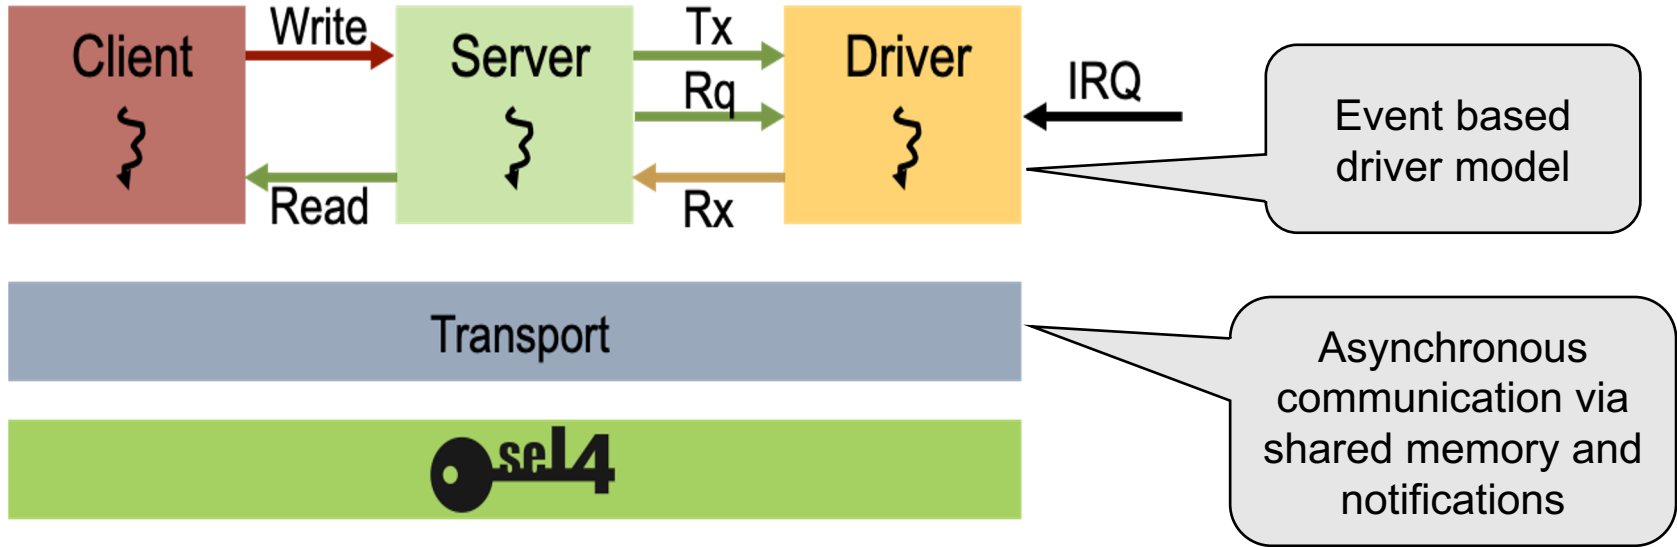 Client
Write
Server
Tx
Driver
Rq
IRQ
Read
Rx
Event based
driver model
Transport
Asynchronous
communication via
shared memory and
notifications
seL4